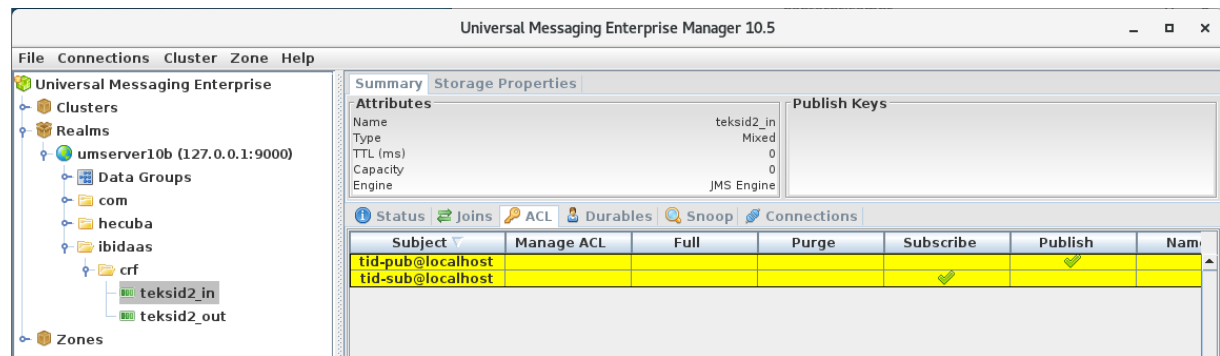 Universal Messaging Enterprise Manager 10.5
File Connections Cluster Zone Help
Universal Messaging Enterprise
Clusters
Realms
umserver10b (127.0.0.1:9000)
Data Groups
com
hecuba
ibidaas
crf
teksid2_in
teksid2_out
Zones
Summary Storage Properties
Attributes
Name teksid2_in
Type Mixed
TTL (ms) 0
Capacity 0
Engine JMS Engine
Publish Keys
Status Joins ACL Durables Snoop Connections
Subject Manage ACL Full Purge Subscribe Publish
tid-pub@localhost
tid-sub@localhost